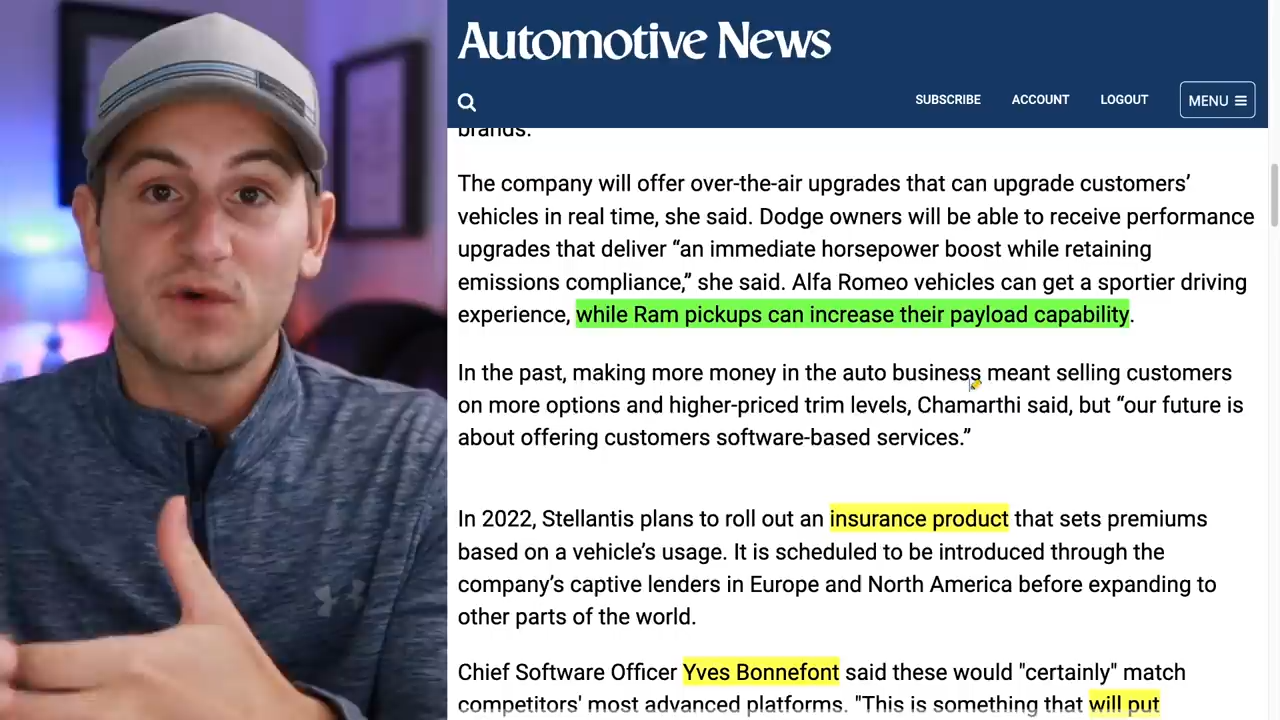 Automotive News
SUBSCRIBE
ACCOUNT
LOGOUT
MENU
brands.
The company will offer over-the-air upgrades that can upgrade customers’
vehicles in real time, she said. Dodge owners will be able to receive performance
upgrades that deliver “an immediate horsepower boost while retaining
emissions compliance,” she said. Alfa Romeo vehicles can get a sportier driving
experience, while Ram pickups can increase their payload capability.
In the past, making more money in the auto business meant selling customers
on more options and higher-priced trim levels, Chamarthi said, but “our future is
about offering customers software-based services.”
In 2022, Stellantis plans to roll out an insurance product that sets premiums
based on a vehicle’s usage. It is scheduled to be introduced through the
company’s captive lenders in Europe and North America before expanding to
other parts of the world.
Chief Software Officer Yves Bonnefont said these would "certainly" match
competitors' most advanced platforms. "This is something that will put